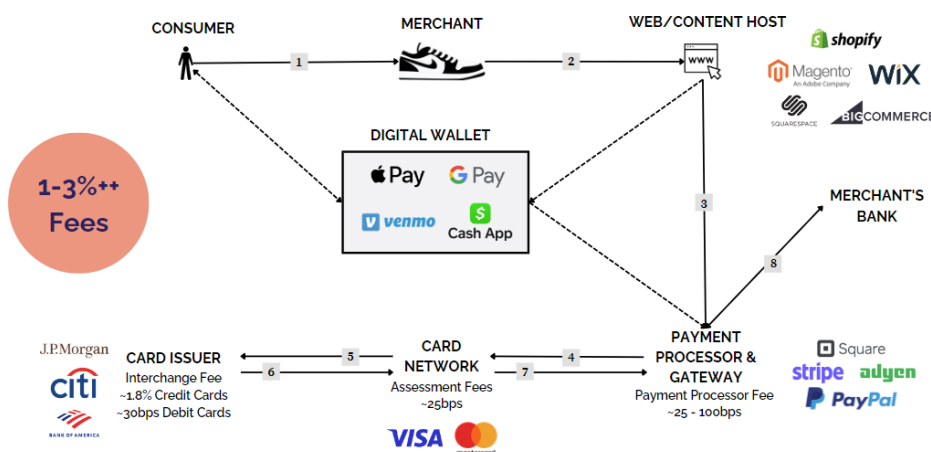 CONSUMER
MERCHANT
WEB/CONTENT HOST
1
2
www
shopify
Magento®
An Adobe Company
WiX
SQUARESPACE
BIGCOMMERCE
DIGITAL WALLET
Pay
G Pay
venmo
$
Cash App
1-3%++
Fees
3
MERCHANT'S
BANK
8
J.P.Morgan
citi
BANK OF AMERICA
CARD ISSUER
Interchange Fee
~1.8% Credit Cards
~30bps Debit Cards
5
6
CARD
NETWORK
Assessment Fees
~25bps
VISA
mastercard
4
7
PAYMENT
PROCESSOR &
GATEWAY
Payment Processor Fee
~25 - 100bps
Square
stripe
adyen
PayPal